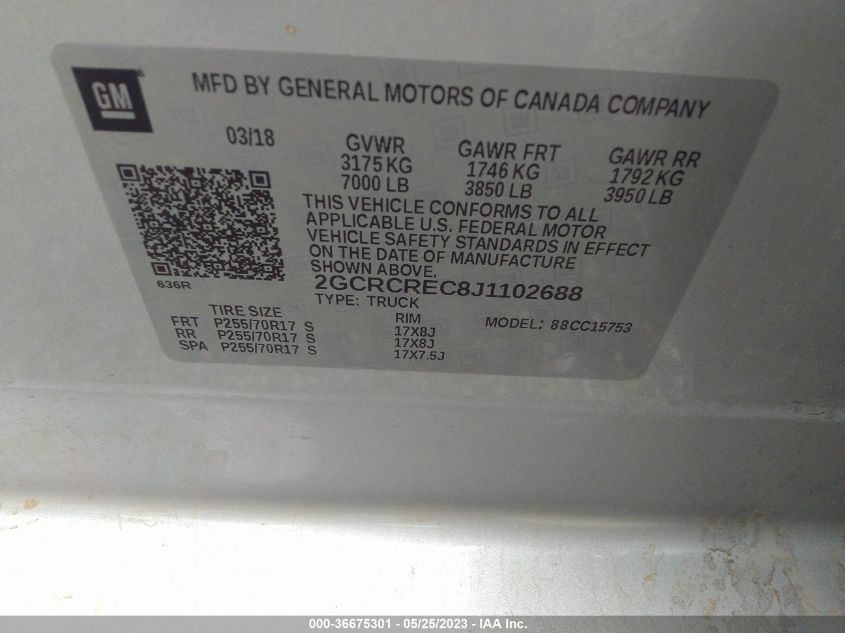 GM
MFD BY GENERAL MOTORS OF CANADA COMPANY
03/18 GVWR GAWR FRT GAWR RR
3175 KG 1746 KG 1792 KG
7000 LB 3850 LB 3950 LB
THIS VEHICLE CONFORMS TO ALL
APPLICABLE U.S. FEDERAL MOTOR
VEHICLE SAFETY STANDARDS IN EFFECT
ON THE DATE OF MANUFACTURE
SHOWN ABOVE.
636R 2GCRCREC8J1102688
TYPE: TRUCK
TIRE SIZE RIM MODEL: 88CC15753
FRT P255/70R17 S 17X8J
RR P255/70R17 S 17X8J
SPA P255/70R17 S 17X7.5J
000-36675301 - 05/25/2023 - IAA Inc.